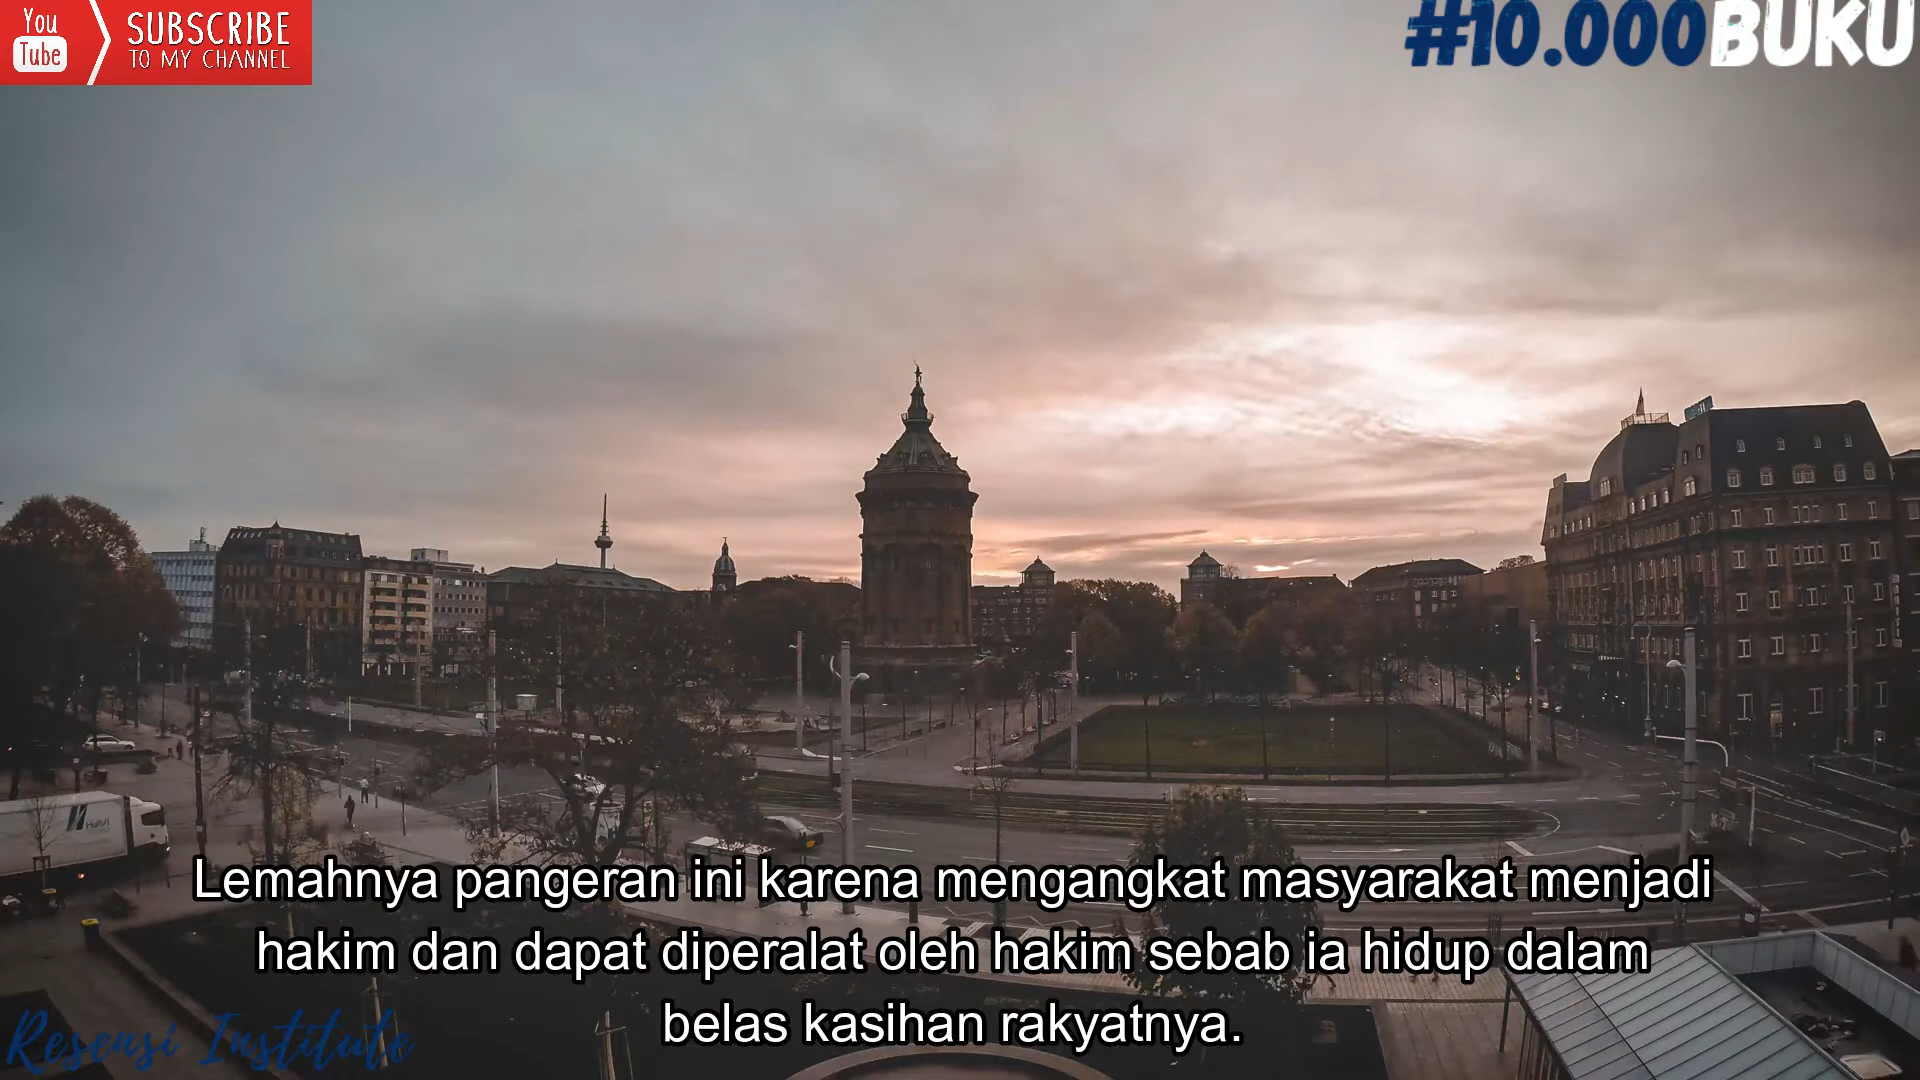 You
Tube
SUBSCRIBE
TO MY CHANNEL
#10.000BUKU
HAVI
Lemahnya pangeran ini karena mengangkat masyarakat menjadi
hakim dan dapat diperalat oleh hakim sebab ia hidup dalam
belas kasihan rakyatnya.
Resensi Institute